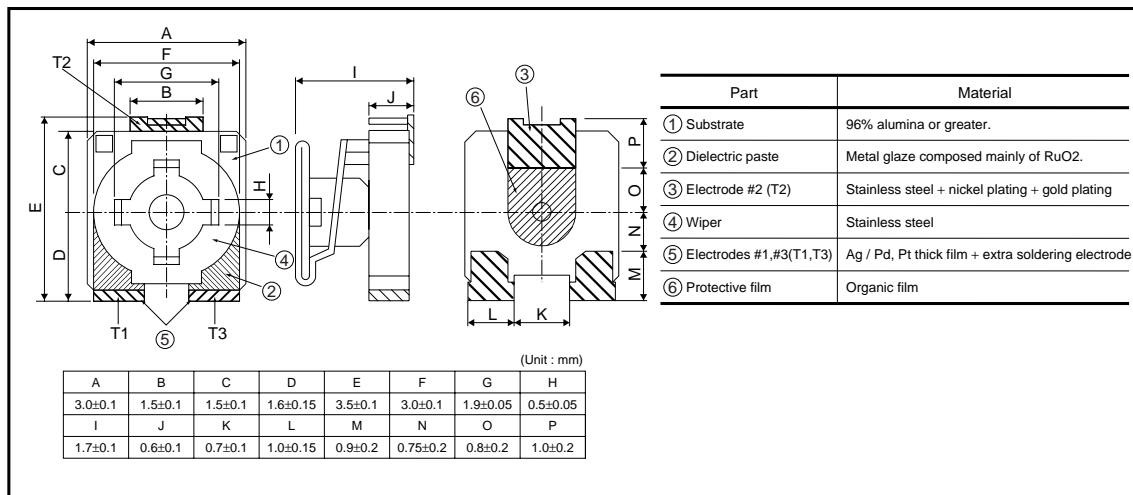 A
F
T2
G
I
B
J
③
⑥
①
P
C
H
O
E
N
④
D
M
②
L
K
T1
T3
⑤
Part Material
① Substrate 96% alumina or greater.
② Dielectric paste Metal glaze composed mainly of RuO2.
③ Electrode #2 (T2) Stainless steel + nickel plating + gold plating
④ Wiper Stainless steel
⑤ Electrodes #1,#3(T1,T3) Ag / Pd, Pt thick film + extra soldering electrode
⑥ Protective film Organic film
(Unit : mm)
A B C D E F G H
3.0±0.1 1.5±0.1 1.5±0.1 1.6±0.15 3.5±0.1 3.0±0.1 1.9±0.05 0.5±0.05
I J K L M N O P
1.7±0.1 0.6±0.1 0.7±0.1 1.0±0.15 0.9±0.2 0.75±0.2 0.8±0.2 1.0±0.2